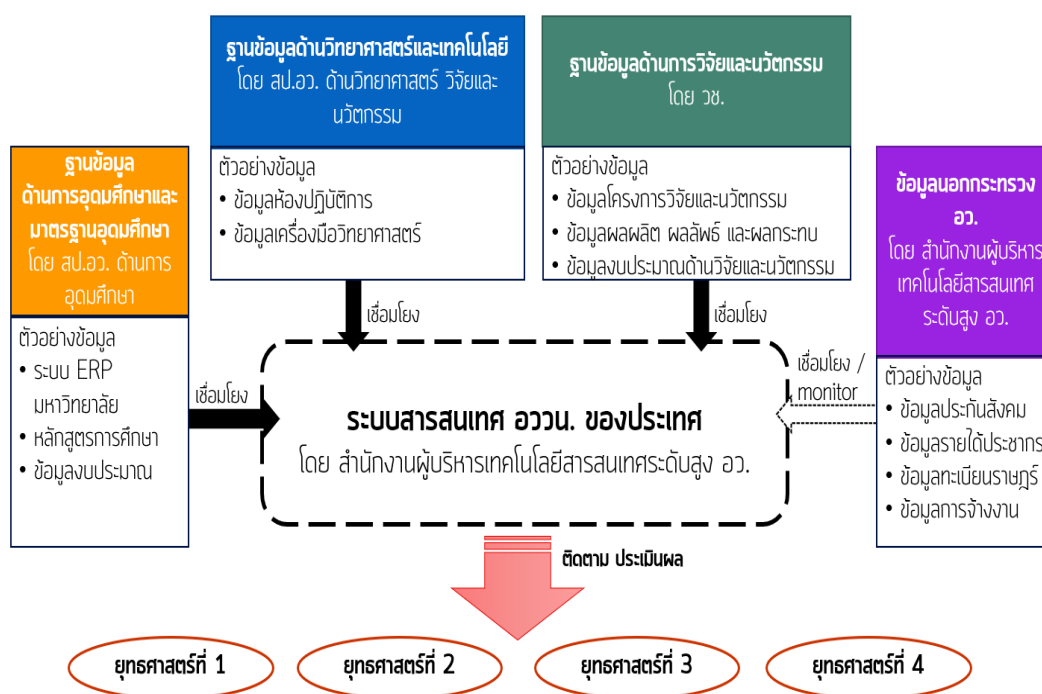 ฐานข้อมูลด้านวิทยาศาสตร์และเทคโนโลยี
โดย สป.อว. ด้านวิทยาศาสตร์ วิจัยและ
นวัตกรรม
ตัวอย่างข้อมูล
• ข้อมูลห้องปฏิบัติการ
• ข้อมูลเครื่องมือวิทยาศาสตร์
ฐานข้อมูลด้านการวิจัยและนวัตกรรม
โดย วช.
ตัวอย่างข้อมูล
• ข้อมูลโครงการวิจัยและนวัตกรรม
• ข้อมูลผลผลิต ผลลัพธ์ และผลกระทบ
• ข้อมูลงบประมาณด้านวิจัยและนวัตกรรม
ฐานข้อมูล
ด้านการอุดมศึกษาและ
มาตรฐานอุดมศึกษา
โดย สป.อว. ด้านการ
อุดมศึกษา
ตัวอย่างข้อมูล
• ระบบ ERP
มหาวิทยาลัย
• หลักสูตรการศึกษา
• ข้อมูลงบประมาณ
ข้อมูลนอกกระทรวง
อว.
โดย สำนักงานผู้บริหาร
เทคโนโลยีสารสนเทศ
ระดับสูง อว.
ตัวอย่างข้อมูล
• ข้อมูลประกันสังคม
• ข้อมูลรายได้ประชากร
• ข้อมูลทะเบียนราษฎร์
• ข้อมูลการจ้างงาน
เชื่อมโยง
เชื่อมโยง
เชื่อมโยง
เชื่อมโยง /
monitor
ระบบสารสนเทศ อววน. ของประเทศ
โดย สำนักงานผู้บริหารเทคโนโลยีสารสนเทศระดับสูง อว.
ติดตาม ประเมินผล
ยุทธศาสตร์ที่ 1
ยุทธศาสตร์ที่ 2
ยุทธศาสตร์ที่ 3
ยุทธศาสตร์ที่ 4